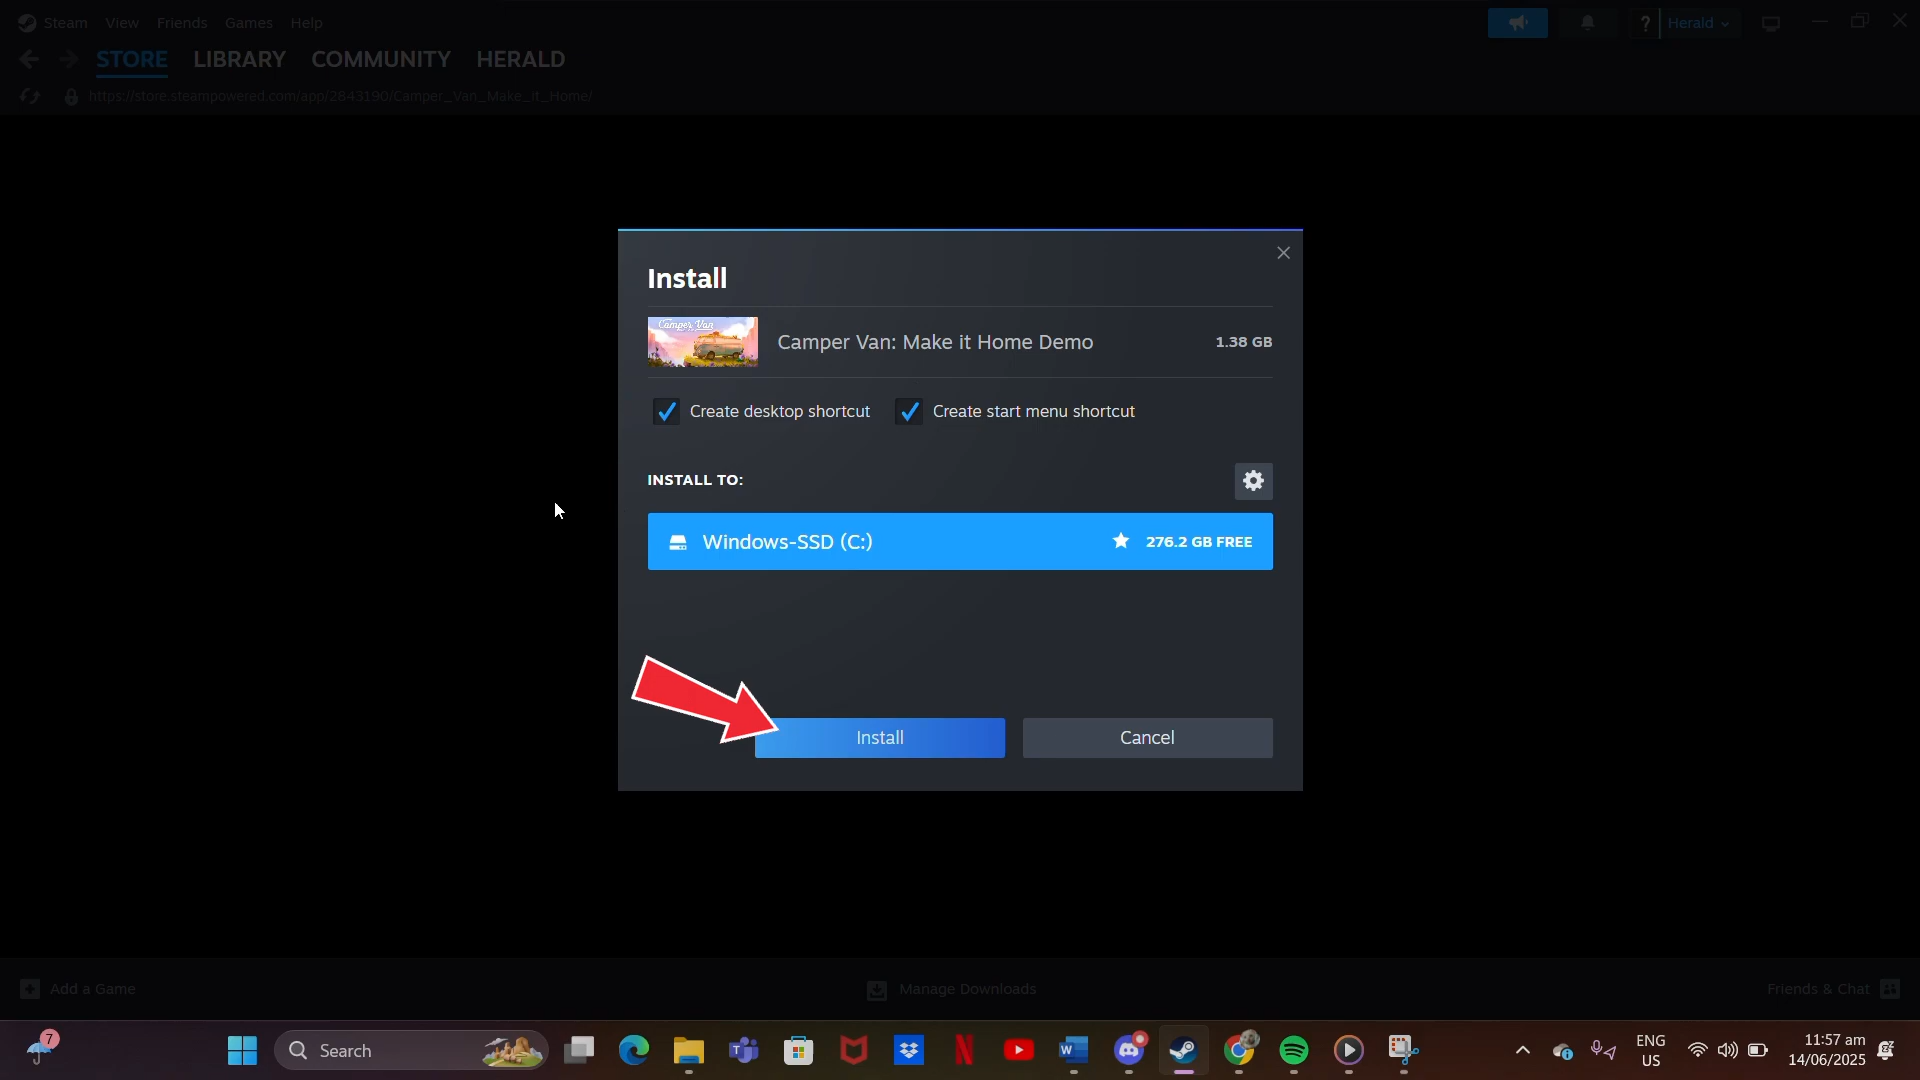 Steam View Friends Games Help
Herald
STORE LIBRARY COMMUNITY HERALD
https://store.steampowered.com/app/2843190/Camper_Van_Make_it_Home/
Install
Camper Van
Camper Van: Make it Home Demo
1.38 GB
Create desktop shortcut
Create start menu shortcut
INSTALL TO:
Windows-SSD (C:)
276.2 GB FREE
Install
Cancel
Add a Game
Manage Downloads
Friends & Chat
7
Search
ENG
US
11:57 am
14/06/2025